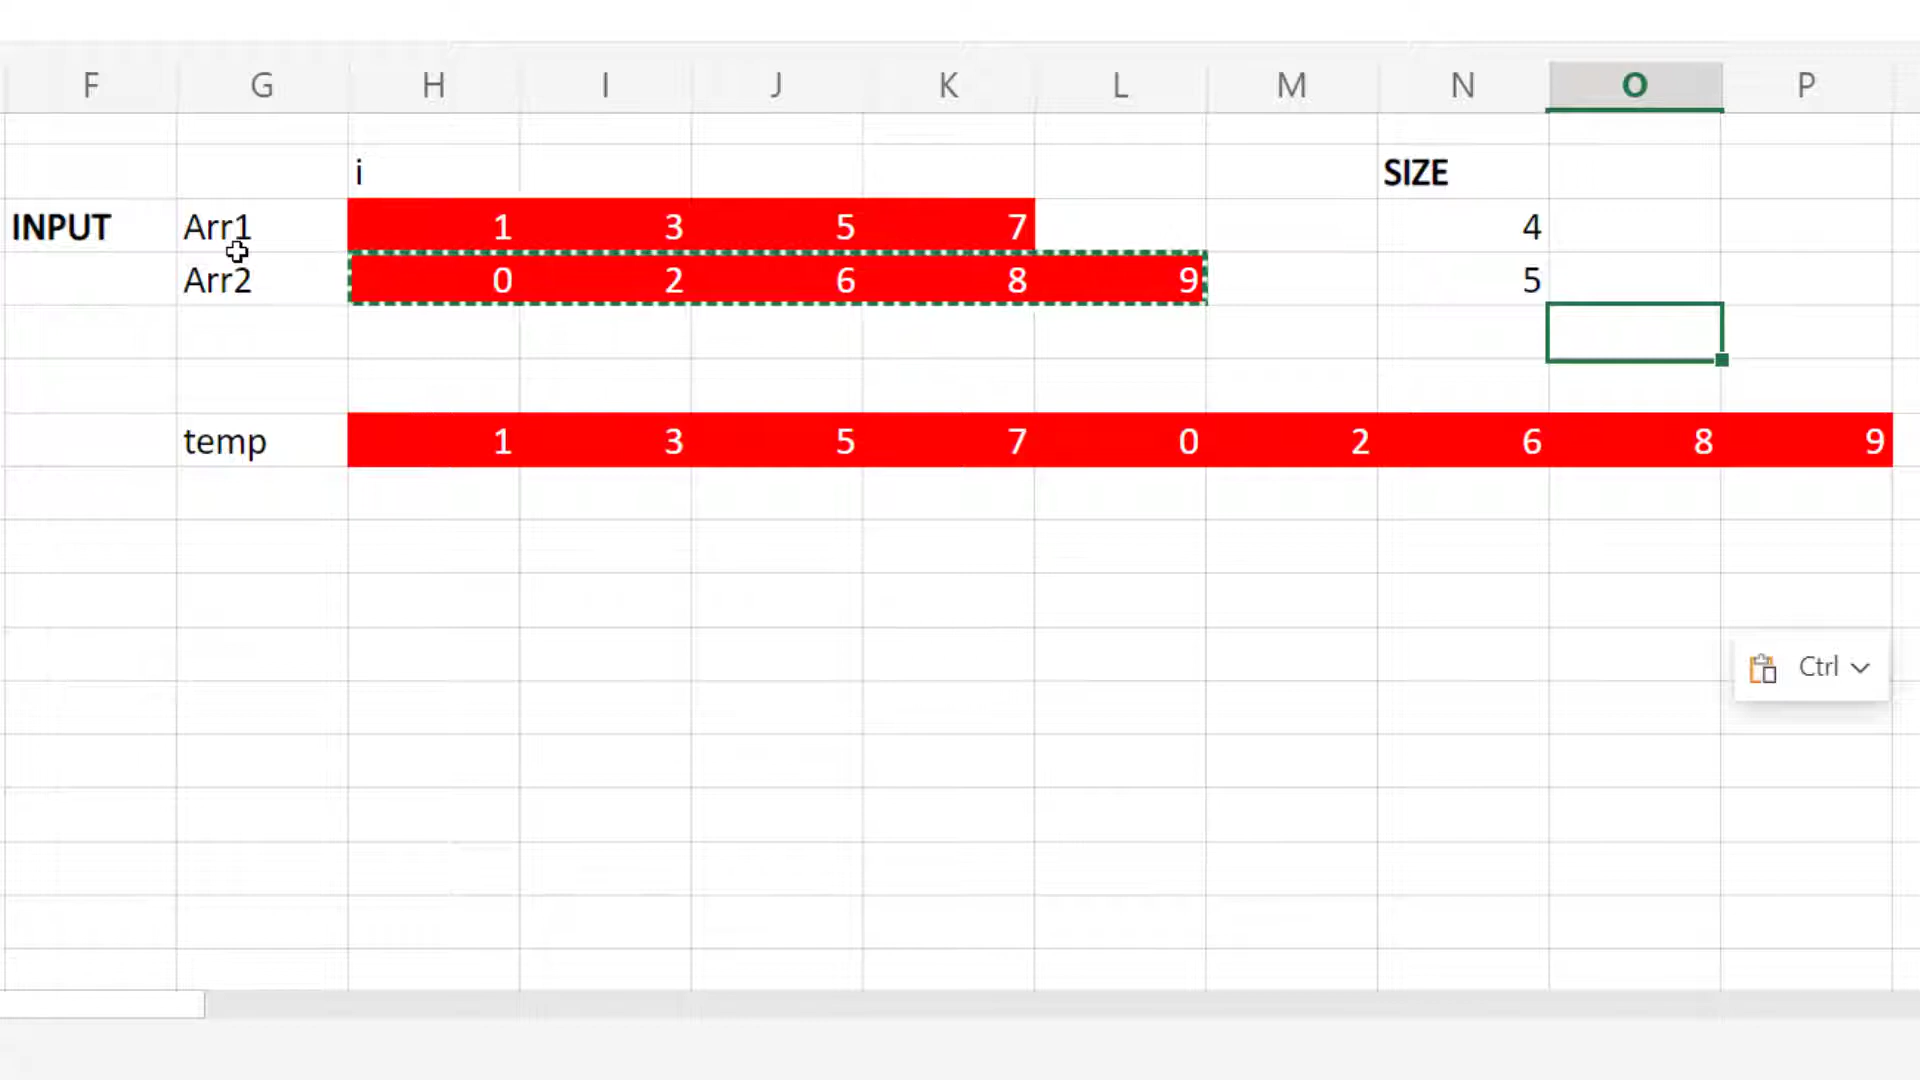 F G H I J K L M N O P
i SIZE
INPUT Arr1 1 3 5 7 4
Arr2 0 2 6 8 9 5
temp 1 3 5 7 0 2 6 8 9
Ctrl